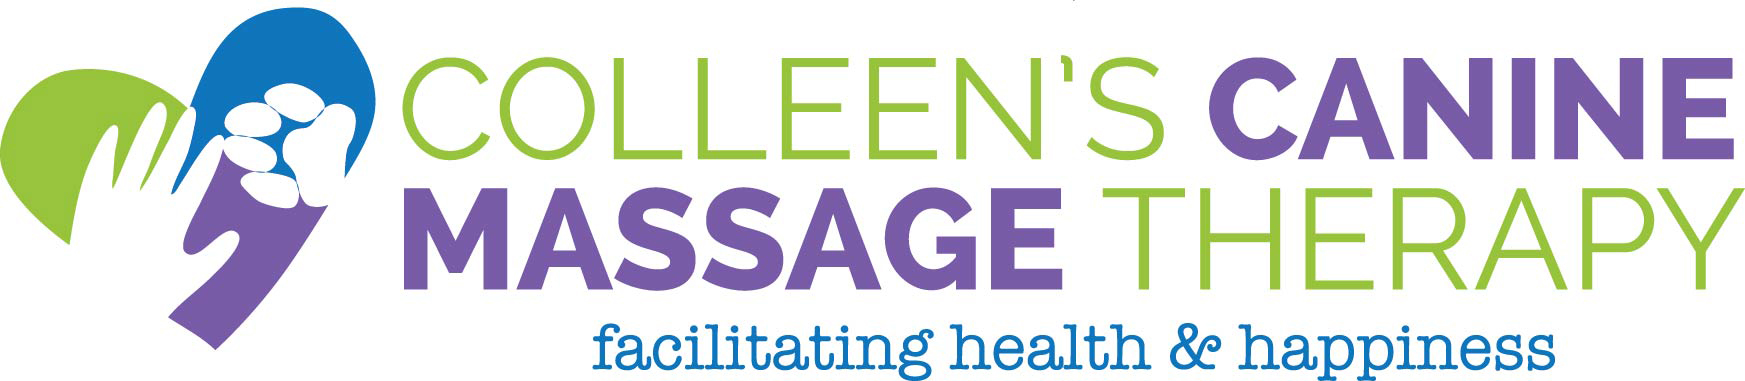 COLLEEN'S CANINE
MASSAGE THERAPY
facilitating health & happiness